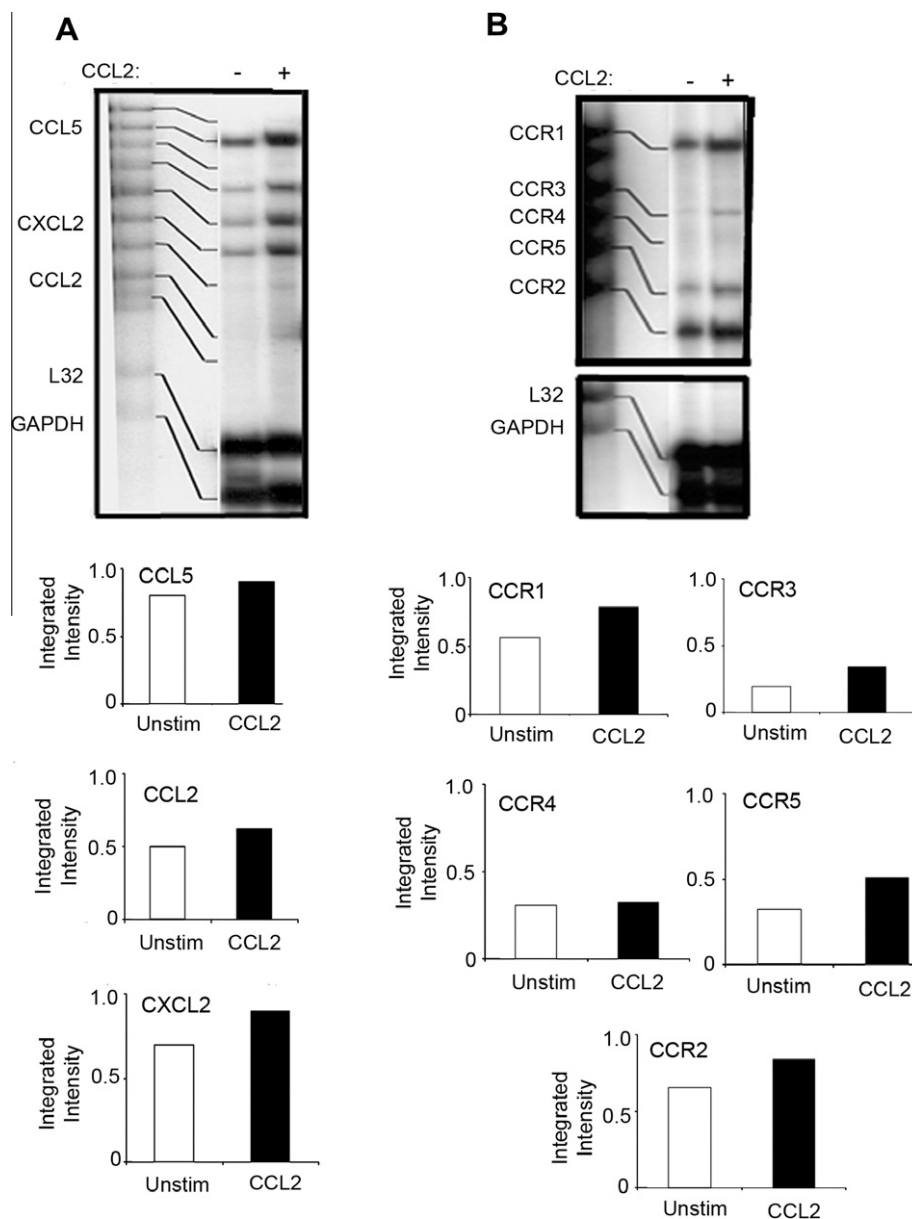 A
CCL2: - +
CCL5
CXCL2
CCL2
L32
GAPDH
B
CCL2: - +
CCR1
CCR3
CCR4
CCR5
CCR2
L32
GAPDH
CCL5
Integrated
Intensity
1.0
0.5
0
Unstim CCL2
CCL2
Integrated
Intensity
1.0
0.5
0
Unstim CCL2
CXCL2
Integrated
Intensity
1.0
0.5
0
Unstim CCL2
CCR1
Integrated
Intensity
1.0
0.5
0
Unstim CCL2
CCR3
1.0
0.5
0
Unstim CCL2
CCR4
Integrated
Intensity
1.0
0.5
0
Unstim CCL2
CCR5
1.0
0.5
0
Unstim CCL2
CCR2
Integrated
Intensity
1.0
0.5
0
Unstim CCL2